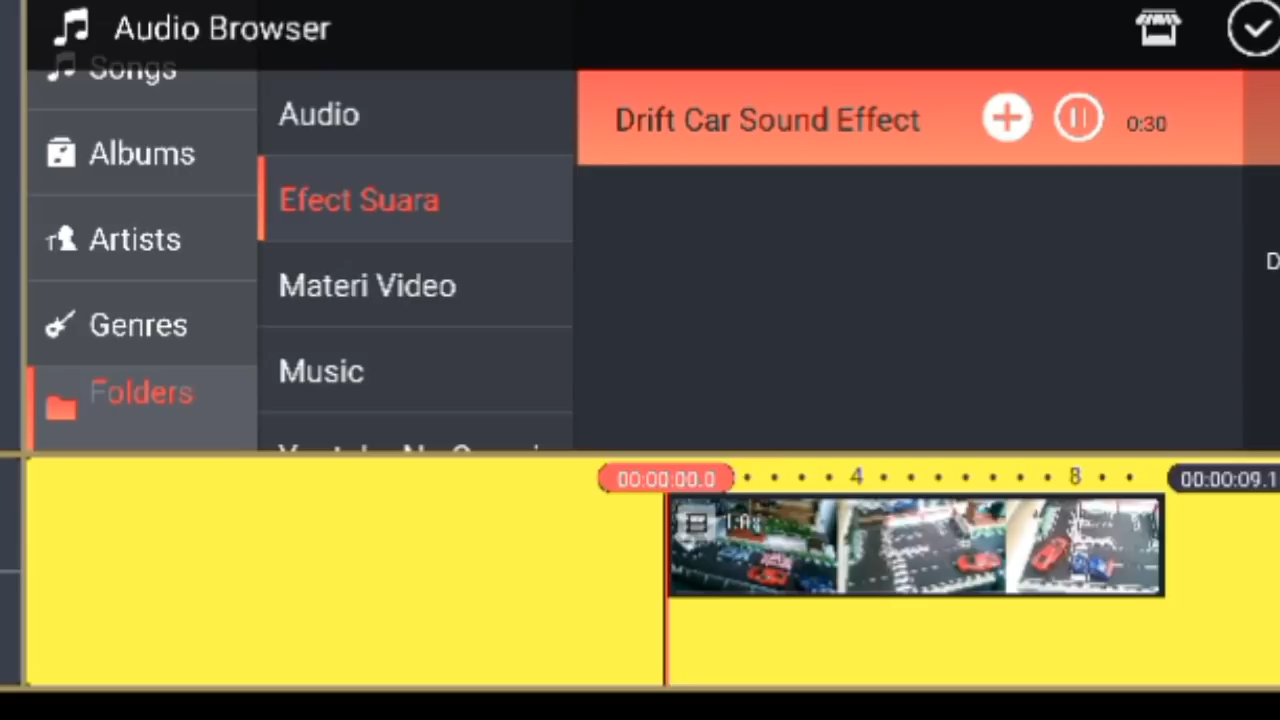 Audio Browser
Songs
Albums
Artists
Genres
Folders
Audio
Efect Suara
Materi Video
Music
Drift Car Sound Effect
0:30
D
00:00:00.0
4
8
00:00:09.1